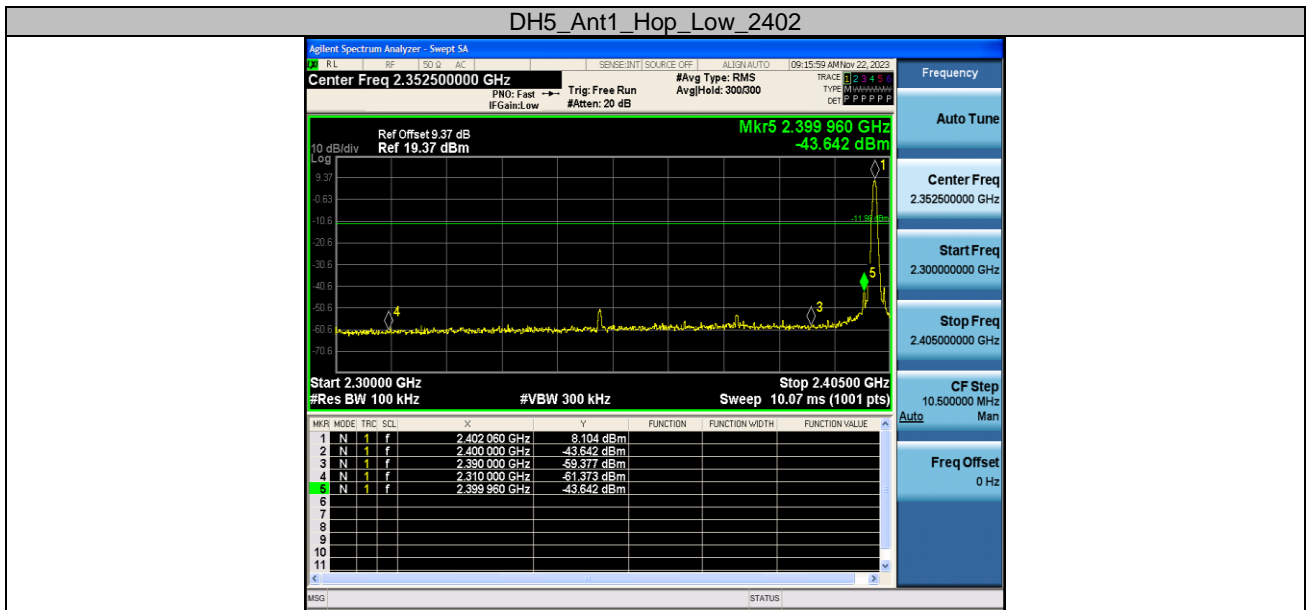 DH5_Ant1_Hop_Low_2402
Agilent Spectrum Analyzer - Swept SA
LXI RL RF 50 Ω AC SENSE:INT SOURCE OFF ALIGN AUTO 09:15:59 AM Nov 22, 2023
Center Freq 2.352500000 GHz
PNO: Fast
IFGain:Low
Trig: Free Run
#Atten: 20 dB
#Avg Type: RMS
Avg|Hold: 300/300
TRACE 1 2 3 4 5 6
TYPE M WWWWW
DET P P P P P P
Mkr5 2.399 960 GHz
-43.642 dBm
Ref Offset 9.37 dB
10 dB/div Ref 19.37 dBm
Log
9.37
-0.63
-10.6
-20.6
-30.6
-40.6
-50.6
-60.6
-70.6
1
5
3
4
Start 2.30000 GHz Stop 2.40500 GHz
#Res BW 100 kHz #VBW 300 kHz Sweep 10.07 ms (1001 pts)
MKR MODE TRC SCL X Y FUNCTION FUNCTION WIDTH FUNCTION VALUE
1 N 1 f 2.402 060 GHz 8.104 dBm
2 N 1 f 2.400 000 GHz -43.642 dBm
3 N 1 f 2.390 000 GHz -59.377 dBm
4 N 1 f 2.310 000 GHz -61.373 dBm
5 N 1 f 2.399 960 GHz -43.642 dBm
6
7
8
9
10
11
MSG STATUS
Frequency
Auto Tune
Center Freq
2.352500000 GHz
Start Freq
2.300000000 GHz
Stop Freq
2.405000000 GHz
CF Step
10.500000 MHz
Auto Man
Freq Offset
0 Hz